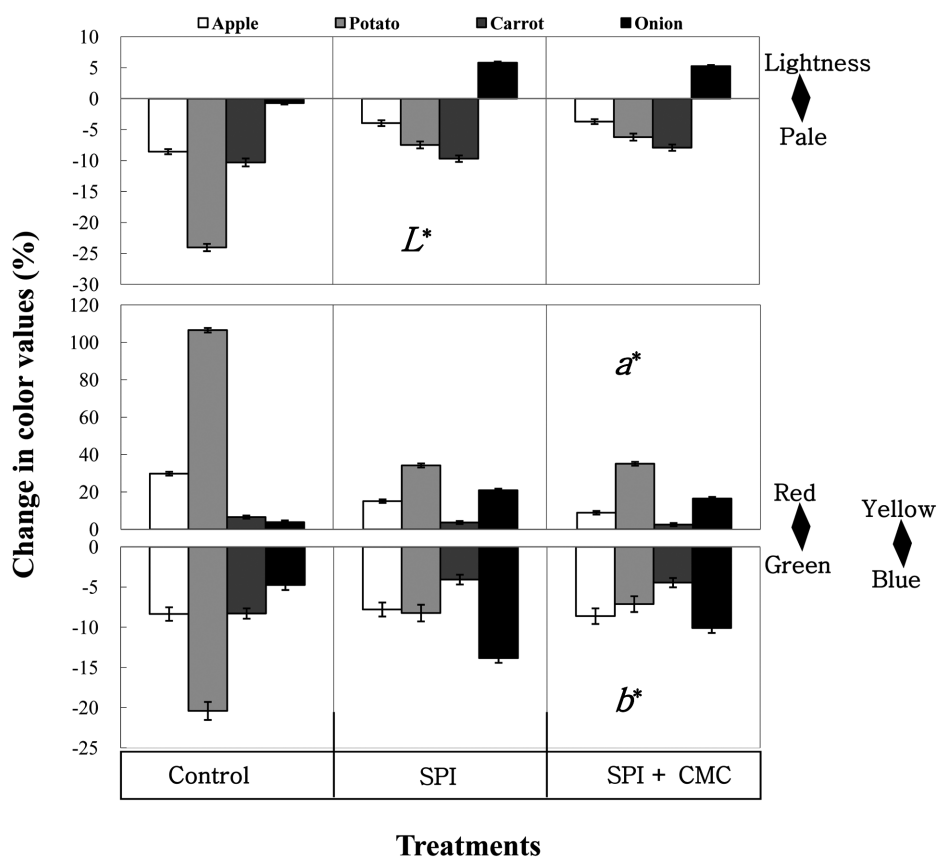 Apple Potato Carrot Onion
10
5
0
-5
-10
-15
-20
-25
-30
L*
Lightness
Pale
120
100
80
60
40
20
0
a*
Red
Green
Yellow
Blue
0
-5
-10
-15
-20
-25
b*
Change in color values (%)
Control SPI SPI + CMC
Treatments